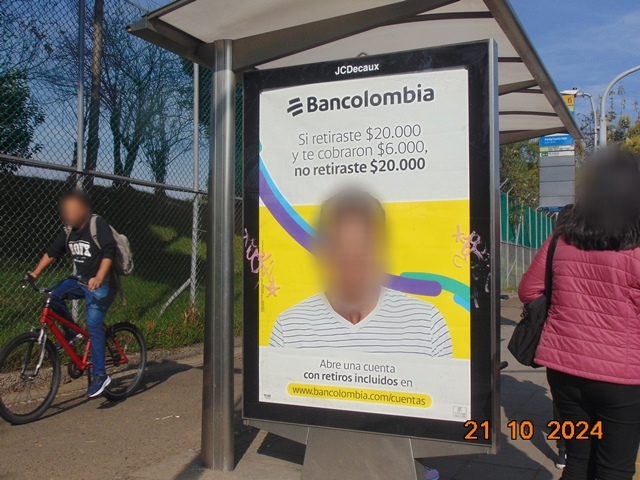 JCDecaux
Bancolombia
Si retiraste $20.000
y te cobraron $6.000,
no retiraste $20.000
Abre una cuenta
con retiros incluidos en
www.bancolombia.com/cuentas
21 10 2024